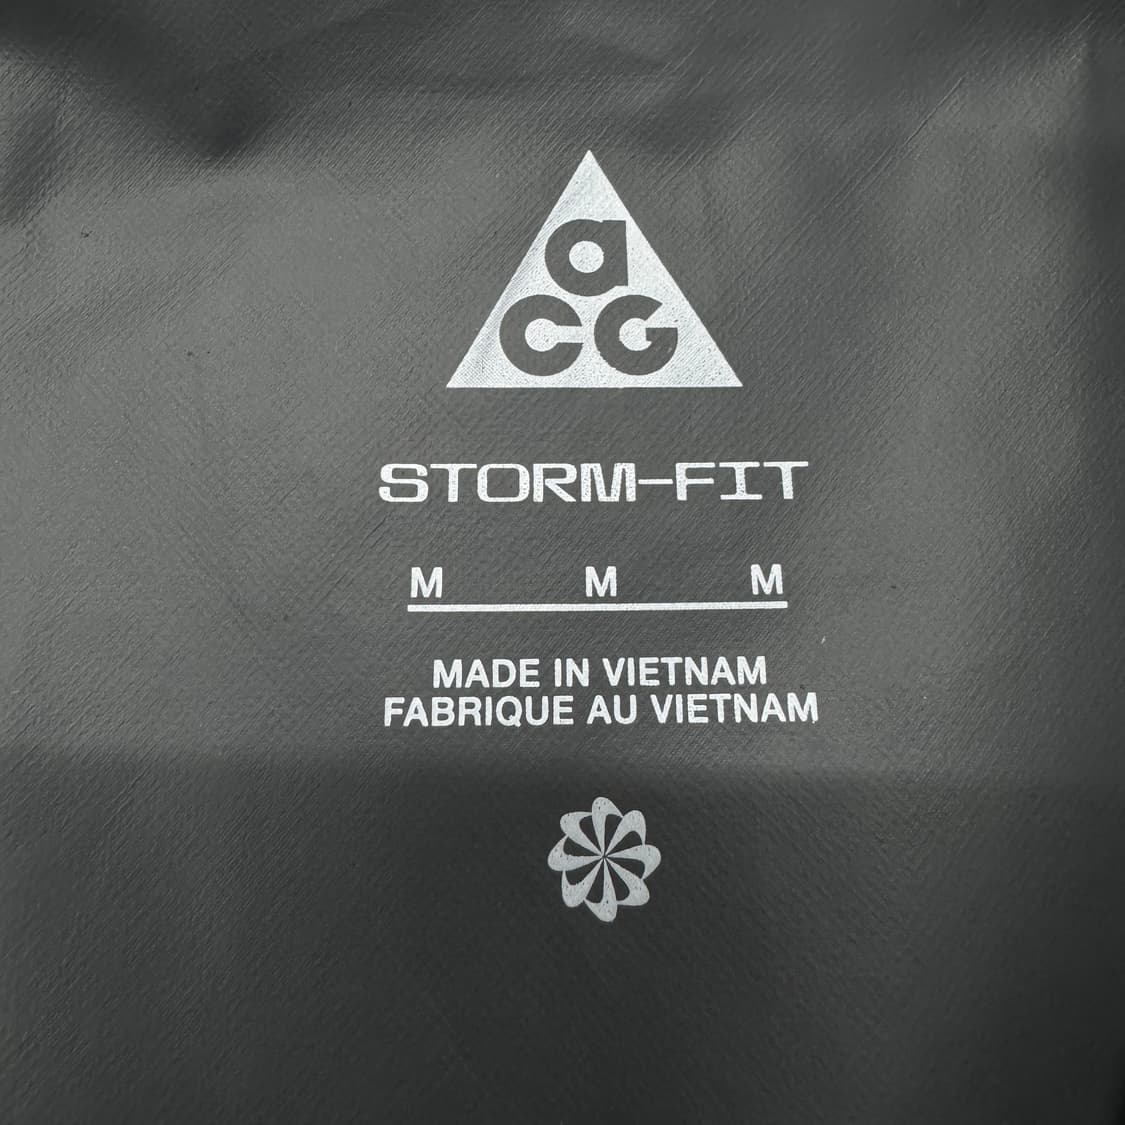 aCG
STORM-FIT
M M M
MADE IN VIETNAM
FABRIQUE AU VIETNAM